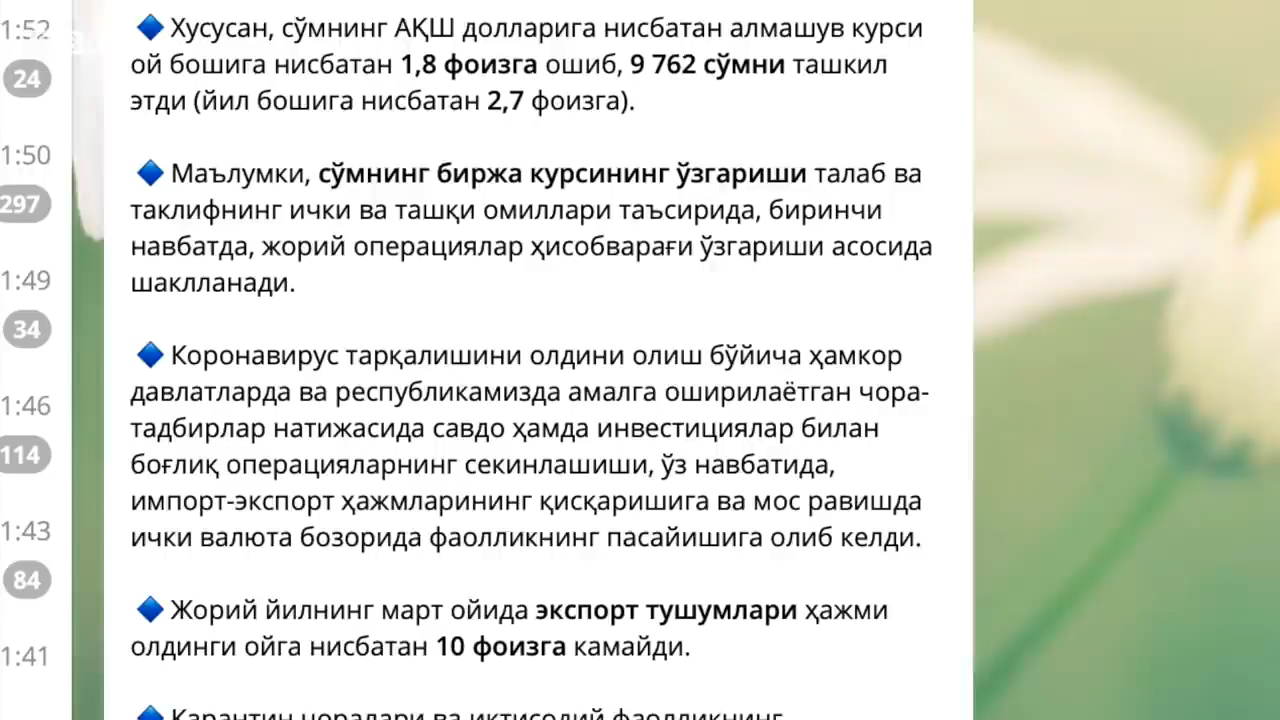 1:52
24
1:50
297
1:49
34
1:46
114
1:43
84
1:41
🔷 Хусусан, сўмнинг АҚШ долларига нисбатан алмашув курси
ой бошига нисбатан 1,8 фоизга ошиб, 9 762 сўмни ташкил
этди (йил бошига нисбатан 2,7 фоизга).
🔷 Маълумки, сўмнинг биржа курсининг ўзгариши талаб ва
таклифнинг ички ва ташқи омиллари таъсирида, биринчи
навбатда, жорий операциялар ҳисобварағи ўзгариши асосида
шаклланади.
🔷 Коронавирус тарқалишини олдини олиш бўйича ҳамкор
давлатларда ва республикамизда амалга оширилаётган чора-
тадбирлар натижасида савдо ҳамда инвестициялар билан
боғлиқ операцияларнинг секинлашиши, ўз навбатида,
импорт-экспорт ҳажмларининг қисқаришига ва мос равишда
ички валюта бозорида фаолликнинг пасайишига олиб келди.
🔷 Жорий йилнинг март ойида экспорт тушумлари ҳажми
олдинги ойга нисбатан 10 фоизга камайди.
🔷 Карантин чоралари ва иқтисодий фаолликнинг